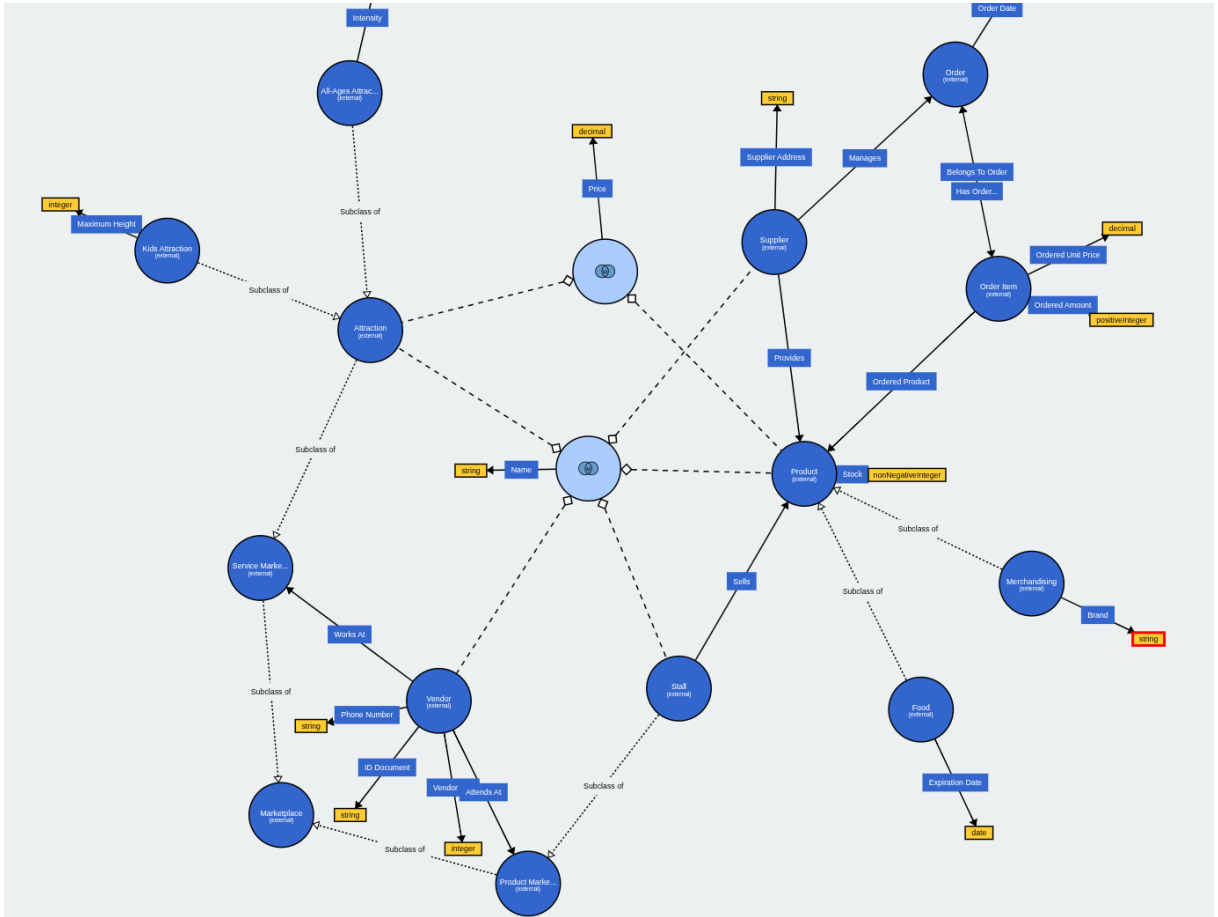 Intensity
Order Date
Order
(external)
All-Ages Attrac...
(external)
string
decimal
Supplier Address
Manages
Belongs To Order
Has Order...
Price
Subclass of
integer
Maximum Height
Kids Attraction
(external)
Supplier
(external)
decimal
Ordered Unit Price
Order Item
(external)
Ordered Amount
positiveInteger
Subclass of
Attraction
(external)
Provides
Ordered Product
Subclass of
string
Name
Product
(external)
Stock
nonNegativeInteger
Subclass of
Service Marke...
(external)
Sells
Subclass of
Merchandising
(external)
Brand
string
Works At
Subclass of
Vendor
(external)
Stall
(external)
Food
(external)
Phone Number
string
ID Document
Vendor
Attends At
Subclass of
Expiration Date
Marketplace
(external)
string
date
integer
Subclass of
Product Marke...
(external)